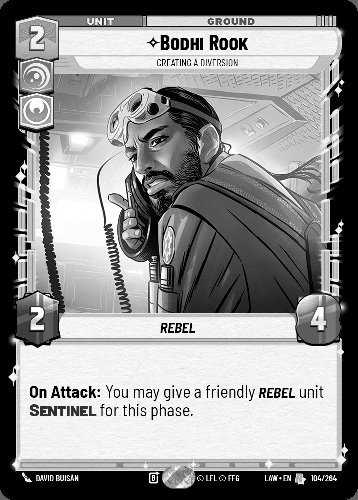 UNIT GROUND
2
✧BODHI ROOK
CREATING A DIVERSION
2
REBEL
4
On Attack: You may give a friendly REBEL unit
SENTINEL for this phase.
DAVID BUISÁN
© LFL © FFG
LAW • EN
104/264